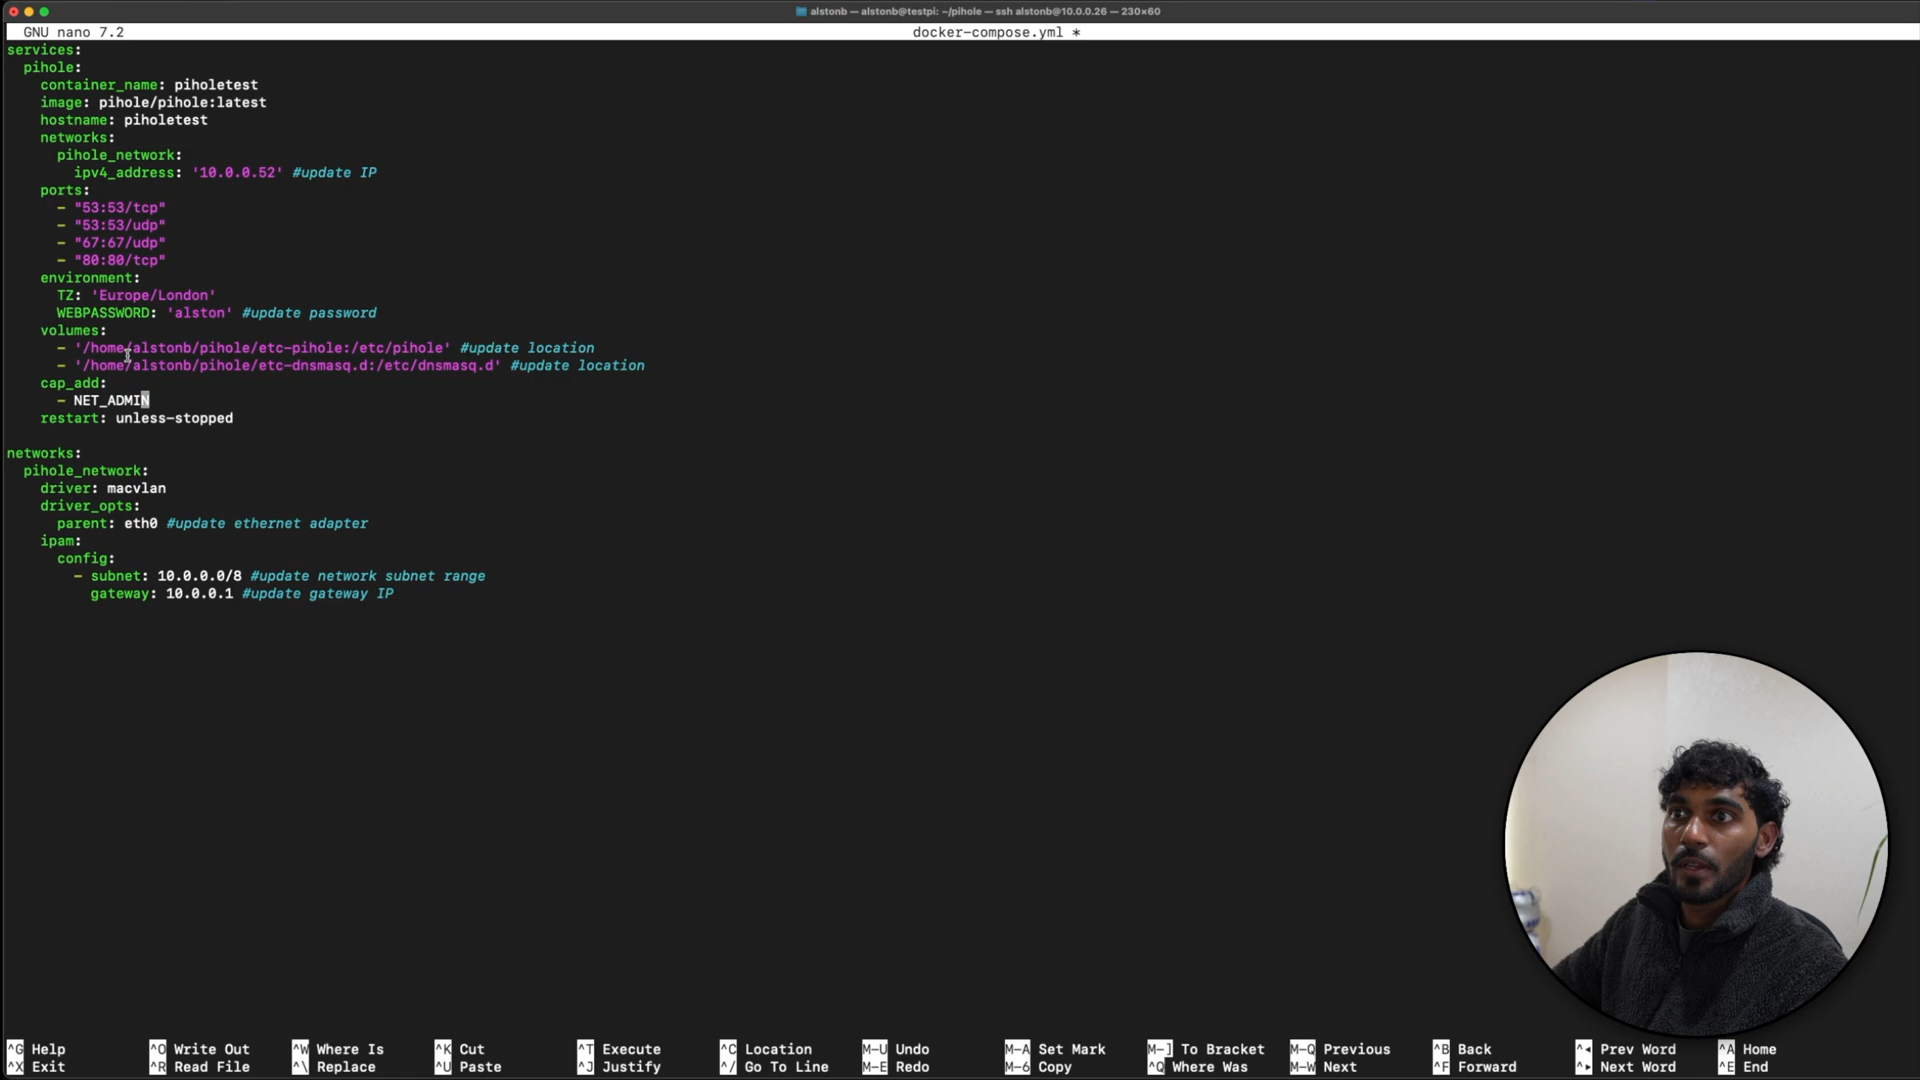 alstonb — alstonb@testpi: ~/pihole — ssh alstonb@10.0.0.26 — 230×60
GNU nano 7.2 docker-compose.yml *
services:
pihole:
container_name: piholetest
image: pihole/pihole:latest
hostname: piholetest
networks:
pihole_network:
ipv4_address: '10.0.0.52' #update IP
ports:
- "53:53/tcp"
- "53:53/udp"
- "67:67/udp"
- "80:80/tcp"
environment:
TZ: 'Europe/London'
WEBPASSWORD: 'alston' #update password
volumes:
- '/home/alstonb/pihole/etc-pihole:/etc/pihole' #update location
- '/home/alstonb/pihole/etc-dnsmasq.d:/etc/dnsmasq.d' #update location
cap_add:
- NET_ADMIN
restart: unless-stopped
networks:
pihole_network:
driver: macvlan
driver_opts:
parent: eth0 #update ethernet adapter
ipam:
config:
- subnet: 10.0.0.0/8 #update network subnet range
gateway: 10.0.0.1 #update gateway IP
^G Help ^O Write Out ^W Where Is ^K Cut ^T Execute ^C Location M-U Undo M-A Set Mark M-] To Bracket M-Q Previous ^B Back ^◂ Prev Word ^A Home
^X Exit ^R Read File ^\ Replace ^U Paste ^J Justify ^/ Go To Line M-E Redo M-6 Copy ^Q Where Was M-W Next ^F Forward ^▸ Next Word ^E End